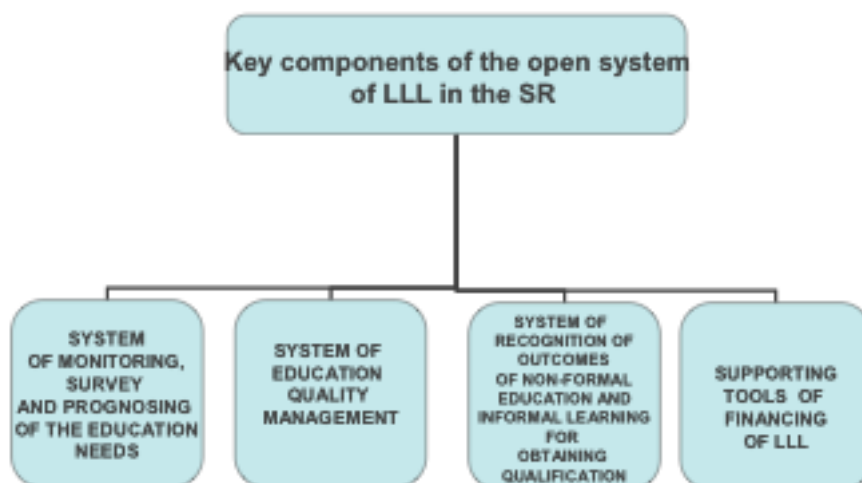 Key components of the open system
of LLL in the SR
SYSTEM
OF MONITORING,
SURVEY
AND PROGNOSING
OF THE EDUCATION
NEEDS
SYSTEM OF
EDUCATION
QUALITY
MANAGEMENT
SYSTEM OF
RECOGNITION OF
OUTCOMES
OF NON-FORMAL
EDUCATION AND
INFORMAL LEARNING
FOR
OBTAINING
QUALIFICATION
SUPPORTING
TOOLS OF
FINANCING
OF LLL